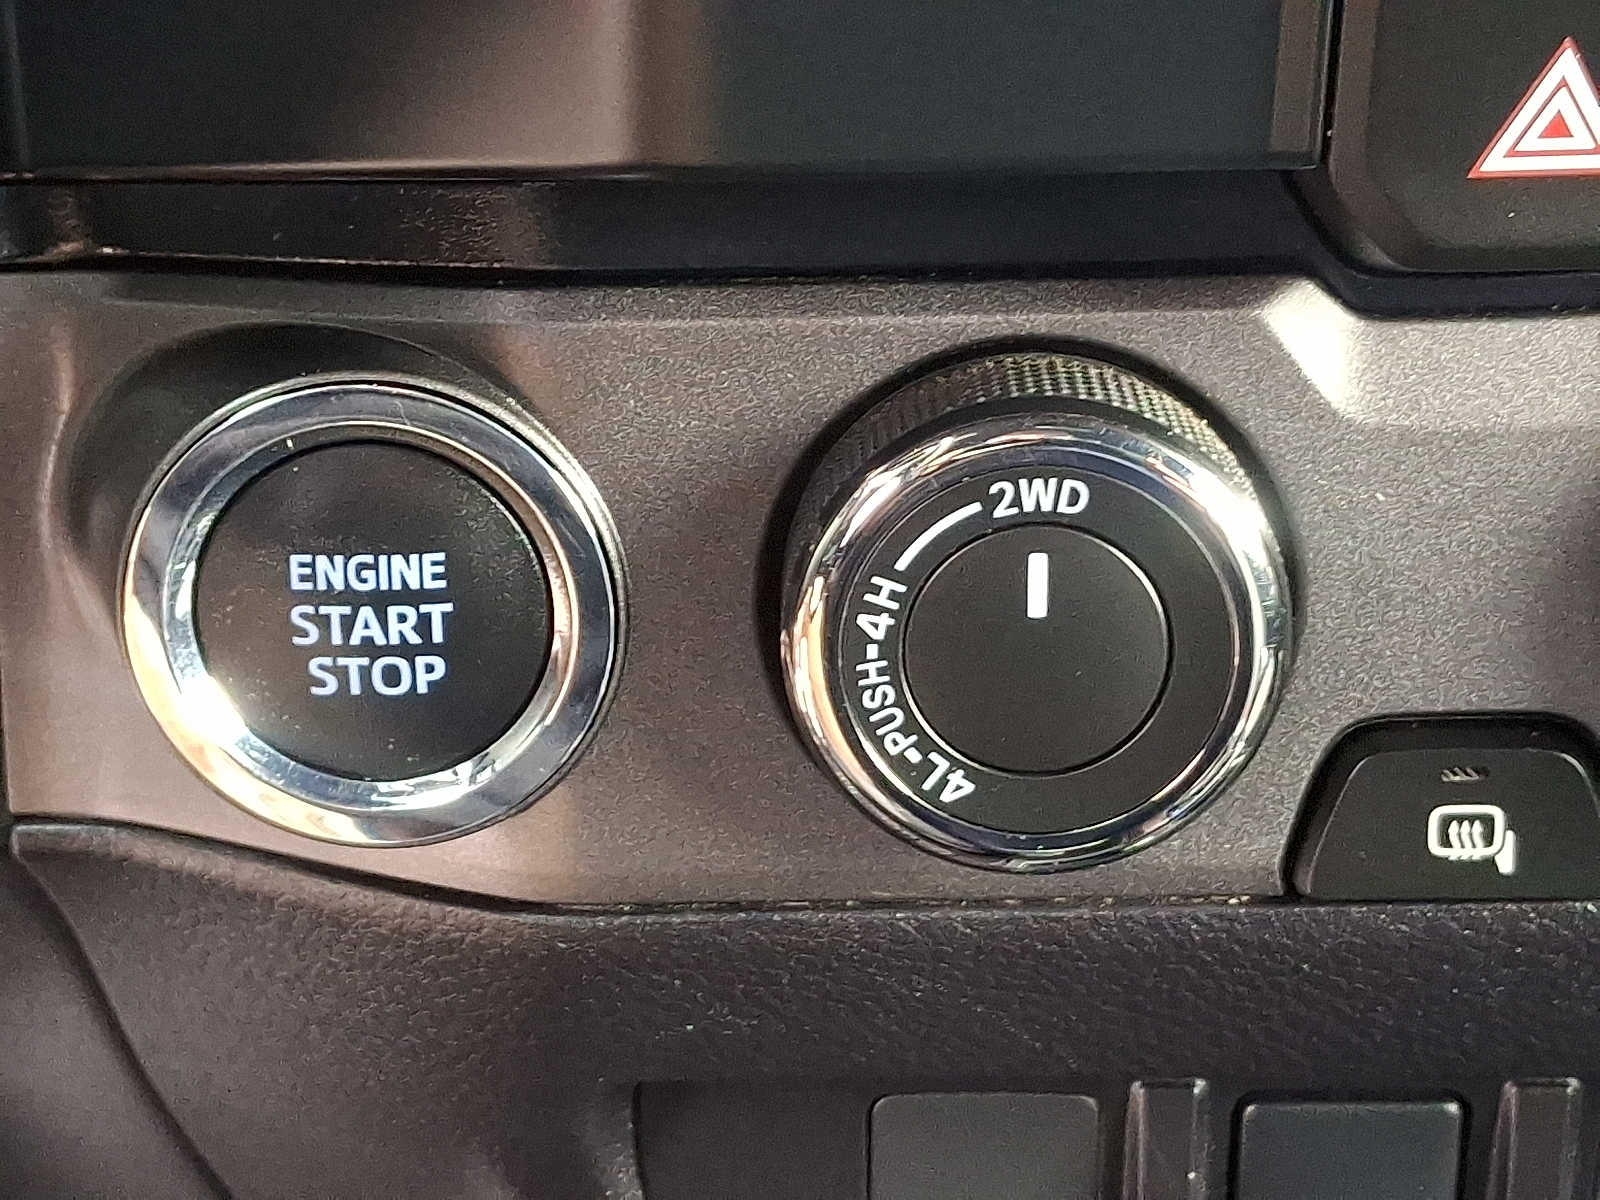 ENGINE
START
STOP
2WD
4L-PUSH-4H